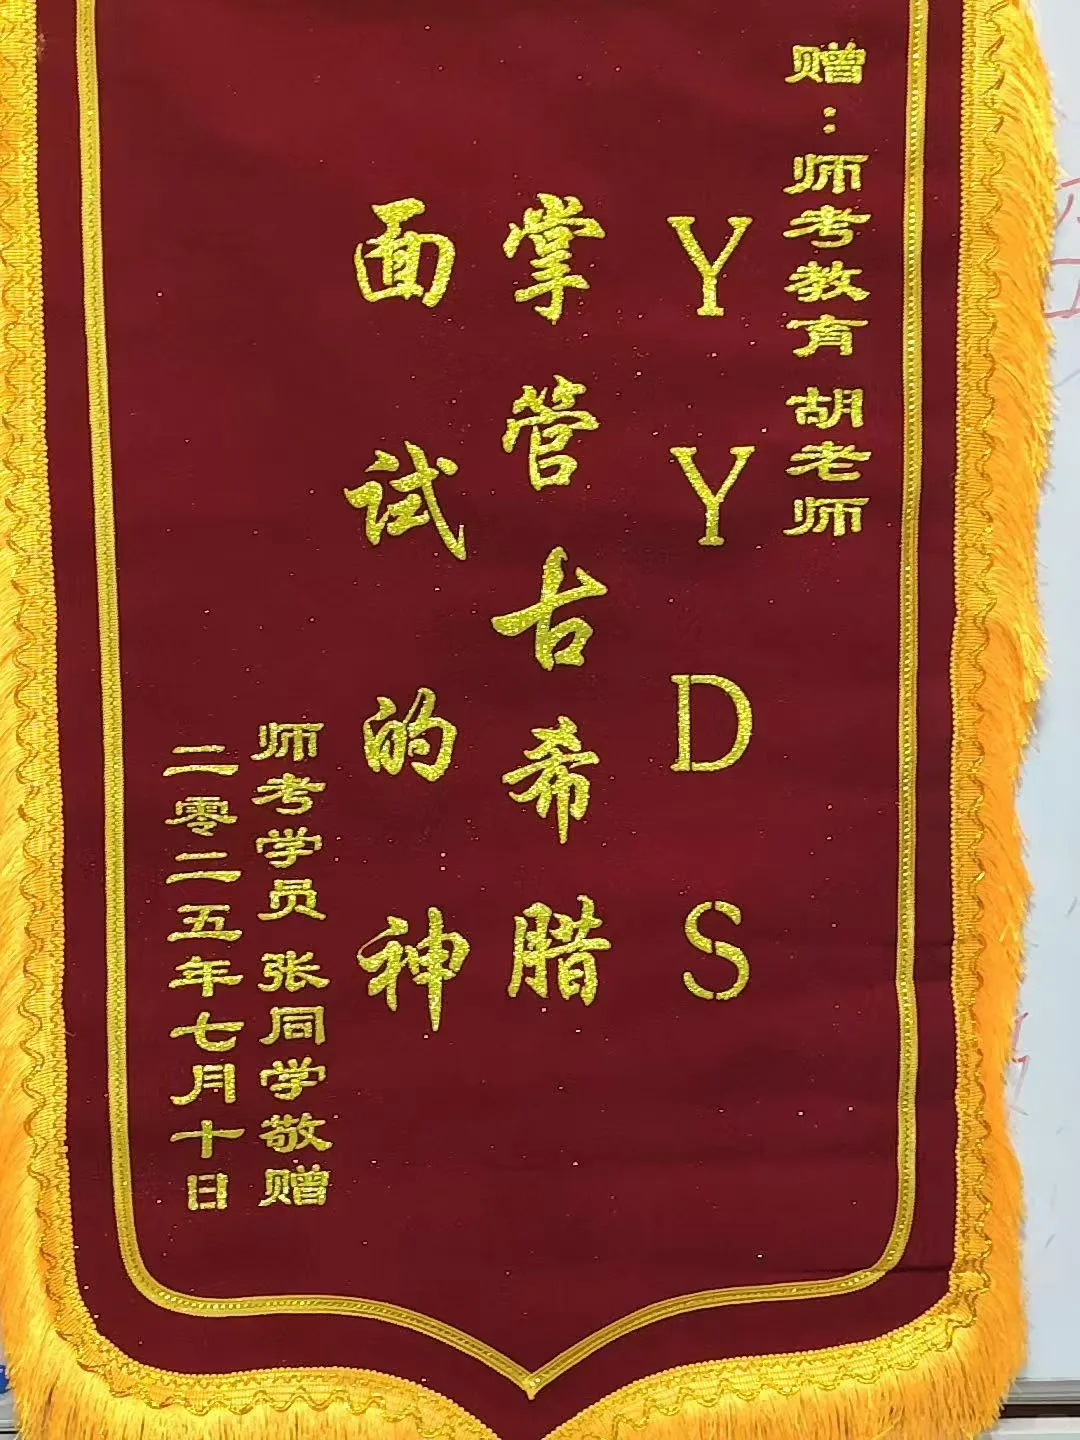 赠：师考教育 胡老师
YYDS
掌管古希腊
面试的神
师考学员 张同学敬赠
二零二五年七月十日